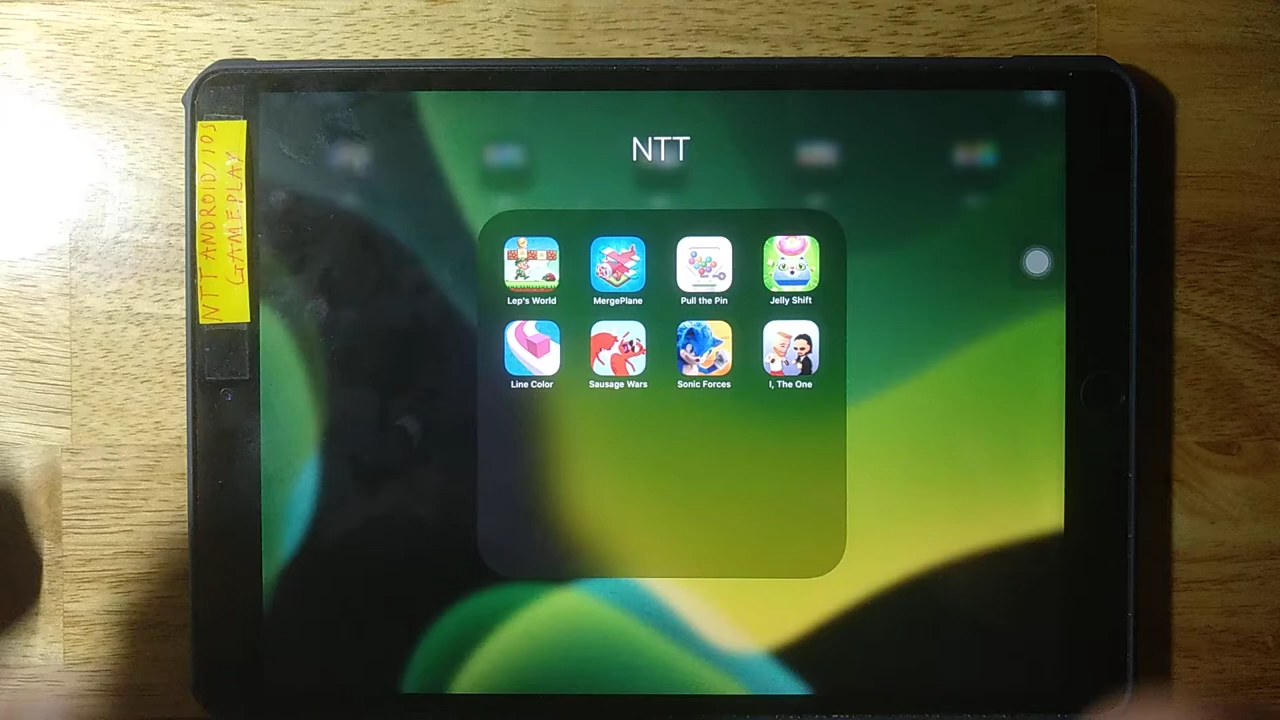 NTT ANDROID/IOS
GAMEPLAY
NTT
Lep's World
MergePlane
Pull the Pin
Jelly Shift
Line Color
Sausage Wars
Sonic Forces
I, The One